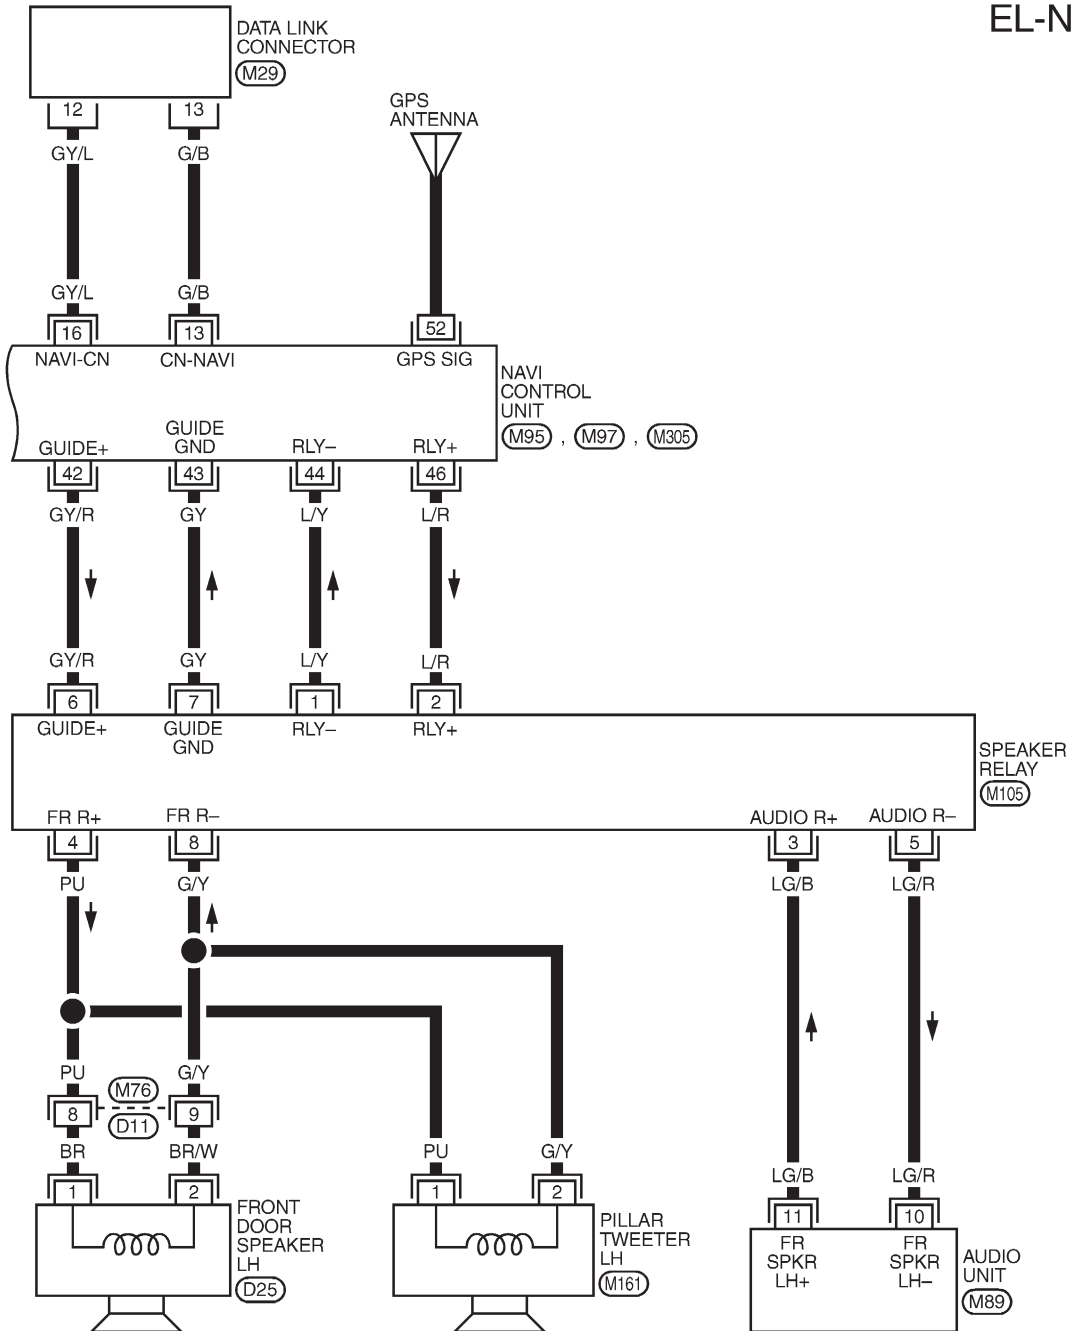 EL-N
DATA LINK
CONNECTOR
M29
12 13
GPS
ANTENNA
GY/L G/B
GY/L G/B
16 13 52
NAVI-CN CN-NAVI GPS SIG
NAVI
CONTROL
UNIT
M95 , M97 , M305
GUIDE
GUIDE+ GND RLY– RLY+
42 43 44 46
GY/R GY L/Y L/R
GY/R GY L/Y L/R
6 7 1 2
GUIDE+ GUIDE RLY– RLY+
GND
SPEAKER
RELAY
M105
FR R+ FR R– AUDIO R+ AUDIO R–
4 8 3 5
PU G/Y LG/B LG/R
PU G/Y
M76
8 9
D11
BR BR/W PU G/Y
LG/B LG/R
1 2 1 2
11 10
FRONT
DOOR
SPEAKER
LH
D25
PILLAR
TWEETER
LH
M161
FR FR
SPKR SPKR
LH+ LH–
AUDIO
UNIT
M89